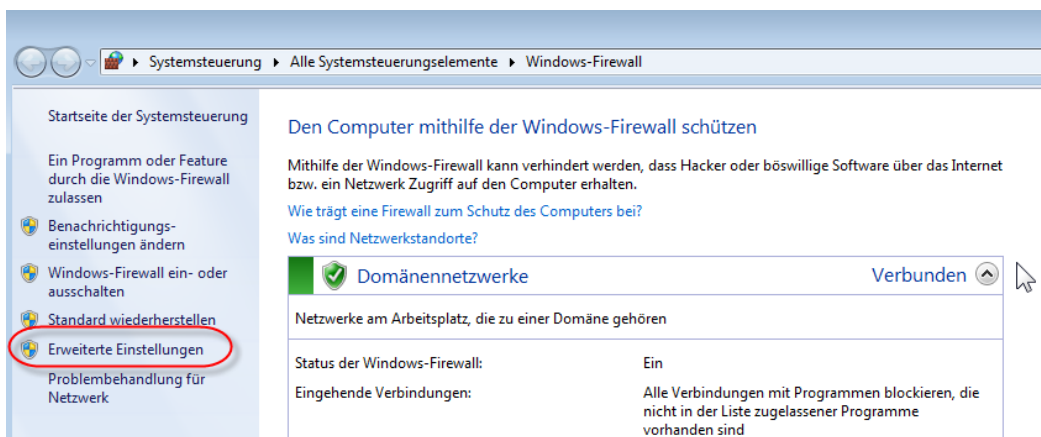 Systemsteuerung ▸ Alle Systemsteuerungselemente ▸ Windows-Firewall
Startseite der Systemsteuerung
Ein Programm oder Feature
durch die Windows-Firewall
zulassen
Benachrichtigungs-
einstellungen ändern
Windows-Firewall ein- oder
ausschalten
Standard wiederherstellen
Erweiterte Einstellungen
Problembehandlung für
Netzwerk
Den Computer mithilfe der Windows-Firewall schützen
Mithilfe der Windows-Firewall kann verhindert werden, dass Hacker oder böswillige Software über das Internet
bzw. ein Netzwerk Zugriff auf den Computer erhalten.
Wie trägt eine Firewall zum Schutz des Computers bei?
Was sind Netzwerkstandorte?
Domänennetzwerke Verbunden
Netzwerke am Arbeitsplatz, die zu einer Domäne gehören
Status der Windows-Firewall: Ein
Eingehende Verbindungen: Alle Verbindungen mit Programmen blockieren, die
nicht in der Liste zugelassener Programme
vorhanden sind